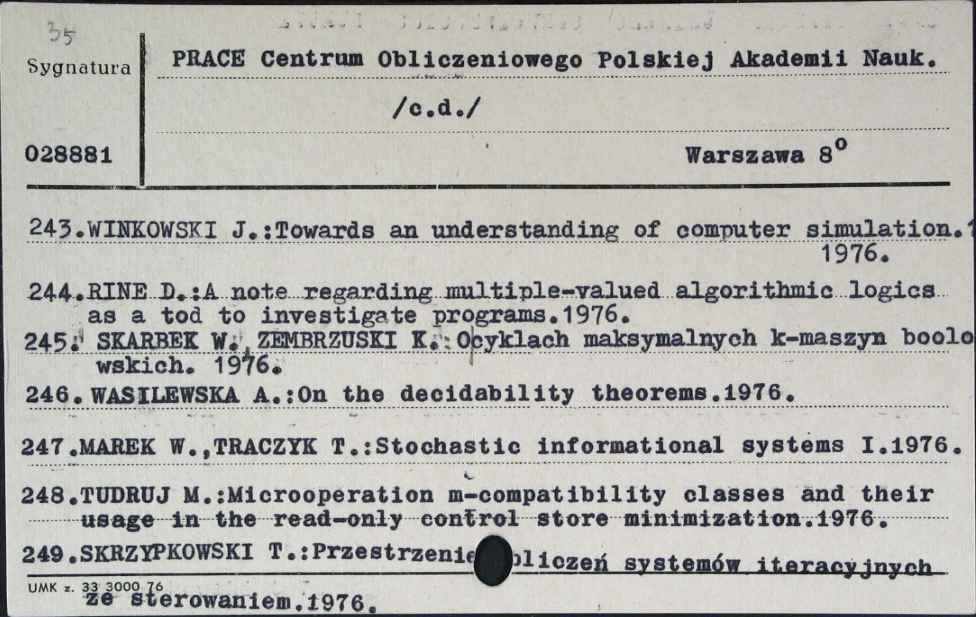 35
Sygnatura
PRACE Centrum Obliczeniowego Polskiej Akademii Nauk.
/c.d./
028881
Warszawa 8°
243.WINKOWSKI J.:Towards an understanding of computer simulation.
1976.
244.RINE D.:A note regarding multiple-valued algorithmic logics
as a tod to investigate programs.1976.
245. SKARBEK W., ZEMBRZUSKI K.:O cyklach maksymalnych k-maszyn boolo
wskich. 1976.
246.WASILEWSKA A.:On the decidability theorems.1976.
247.MAREK W.,TRACZYK T.:Stochastic informational systems I.1976.
248.TUDRUJ M.:Microoperation m-compatibility classes and their
usage in the read-only control store minimization.1976.
249.SKRZYPKOWSKI T.:Przestrzenie bliczeń systemów iteracyjnych
UMK z. 33 3000 76
ze sterowaniem.1976.